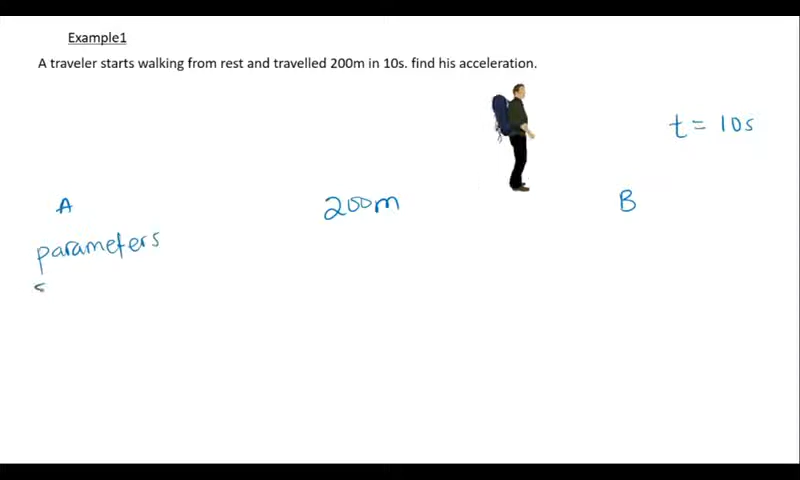 Example1
A traveler starts walking from rest and travelled 200m in 10s. find his acceleration.
t = 10s
A 200m B
parameters
s